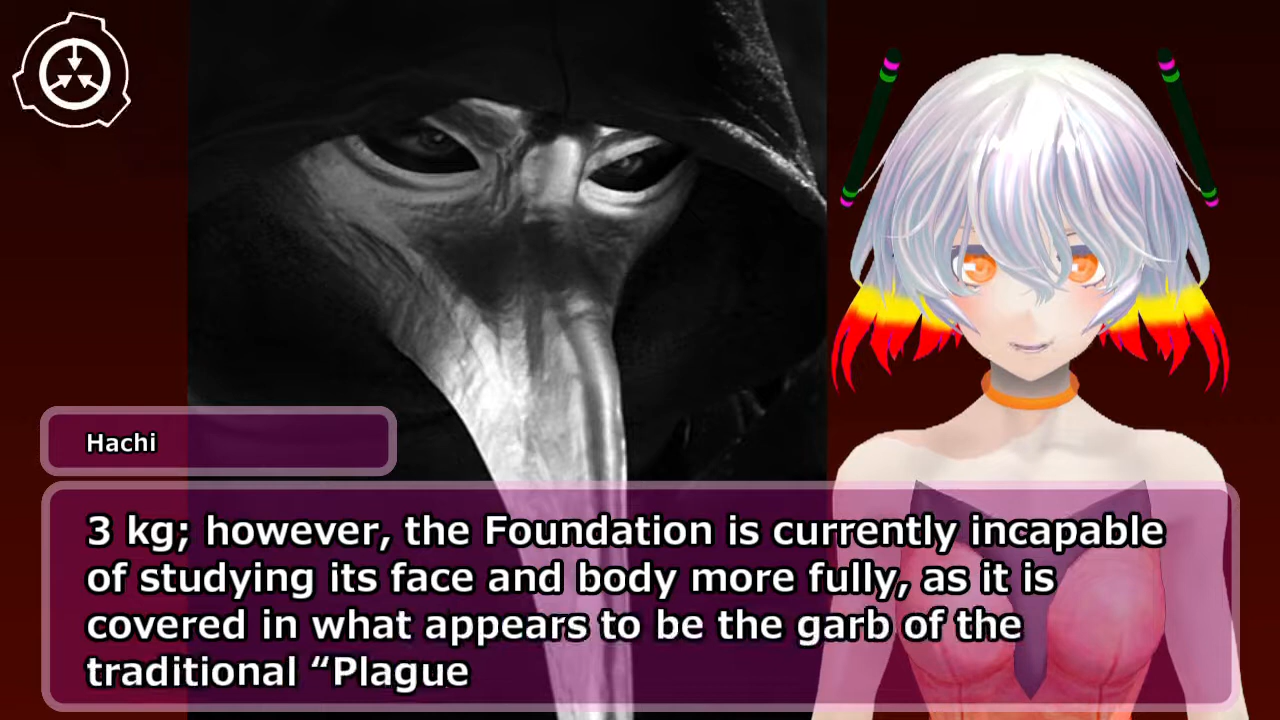 Hachi
3 kg; however, the Foundation is currently incapable
of studying its face and body more fully, as it is
covered in what appears to be the garb of the
traditional “Plague